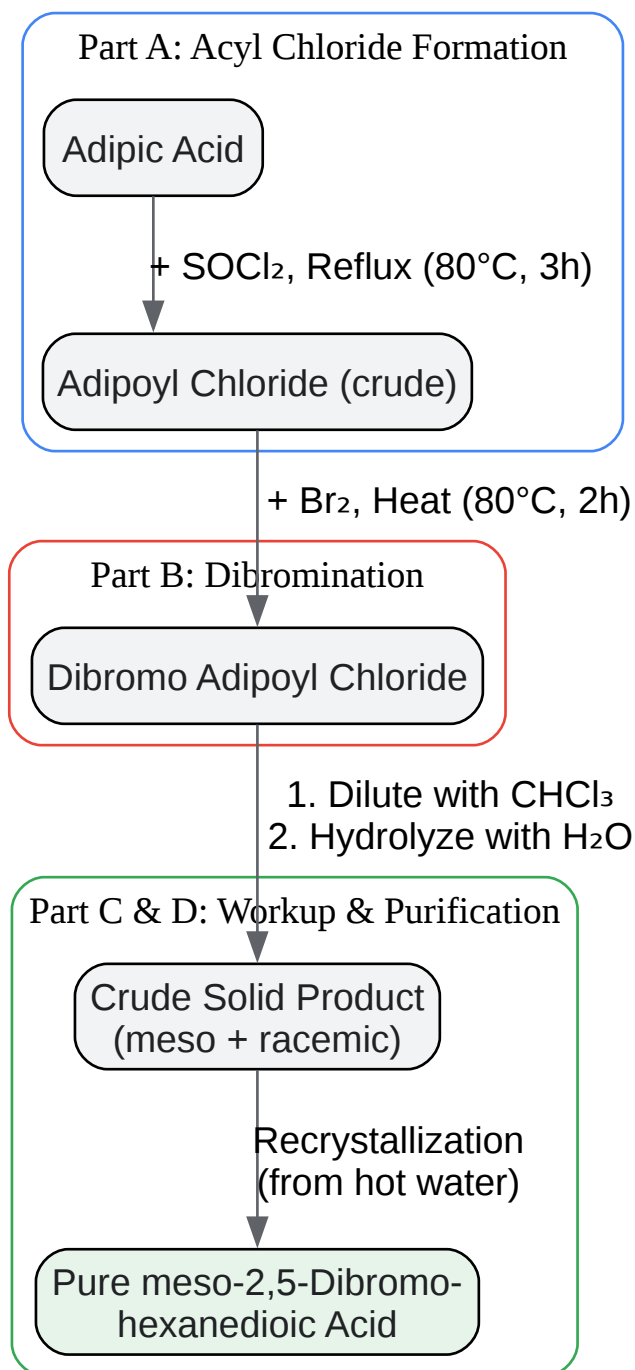 Part A: Acyl Chloride Formation
Adipic Acid
+ SOCl₂, Reflux (80°C, 3h)
Adipoyl Chloride (crude)
+ Br₂, Heat (80°C, 2h)
Part B: Dibromination
Dibromo Adipoyl Chloride
1. Dilute with CHCl₃
2. Hydrolyze with H₂O
Part C & D: Workup & Purification
Crude Solid Product
(meso + racemic)
Recrystallization
(from hot water)
Pure meso-2,5-Dibromo-
hexanedioic Acid